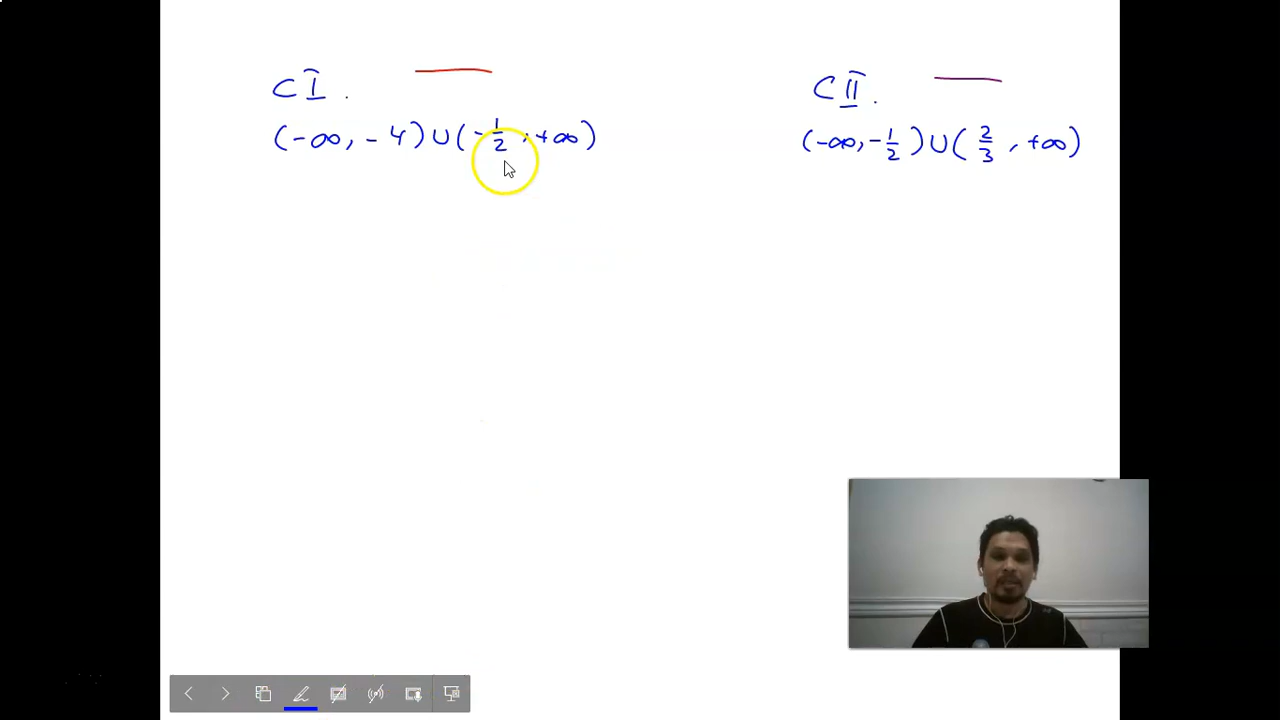 C I.
(-∞, -4) ∪ (-1/2, +∞)
C II.
(-∞, -1/2) ∪ (2/3, +∞)